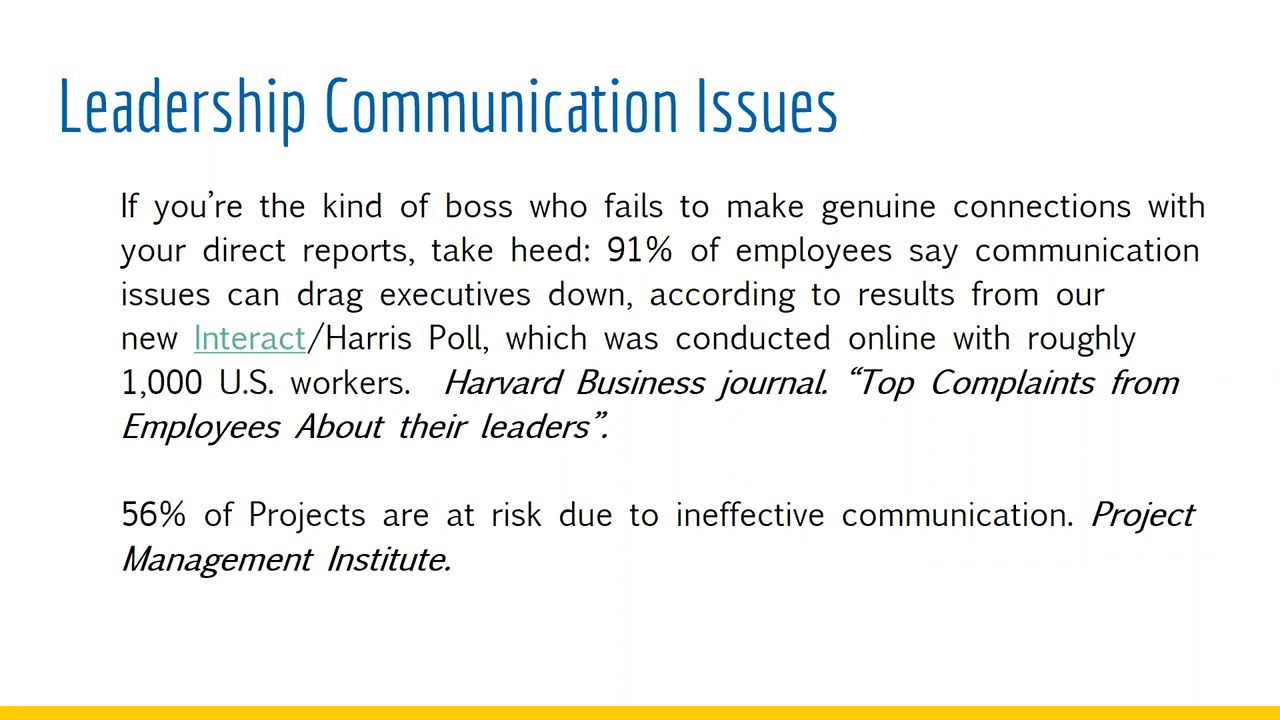 Leadership Communication Issues
If you’re the kind of boss who fails to make genuine connections with
your direct reports, take heed: 91% of employees say communication
issues can drag executives down, according to results from our
new Interact/Harris Poll, which was conducted online with roughly
1,000 U.S. workers. Harvard Business journal. “Top Complaints from
Employees About their leaders”.
56% of Projects are at risk due to ineffective communication. Project
Management Institute.